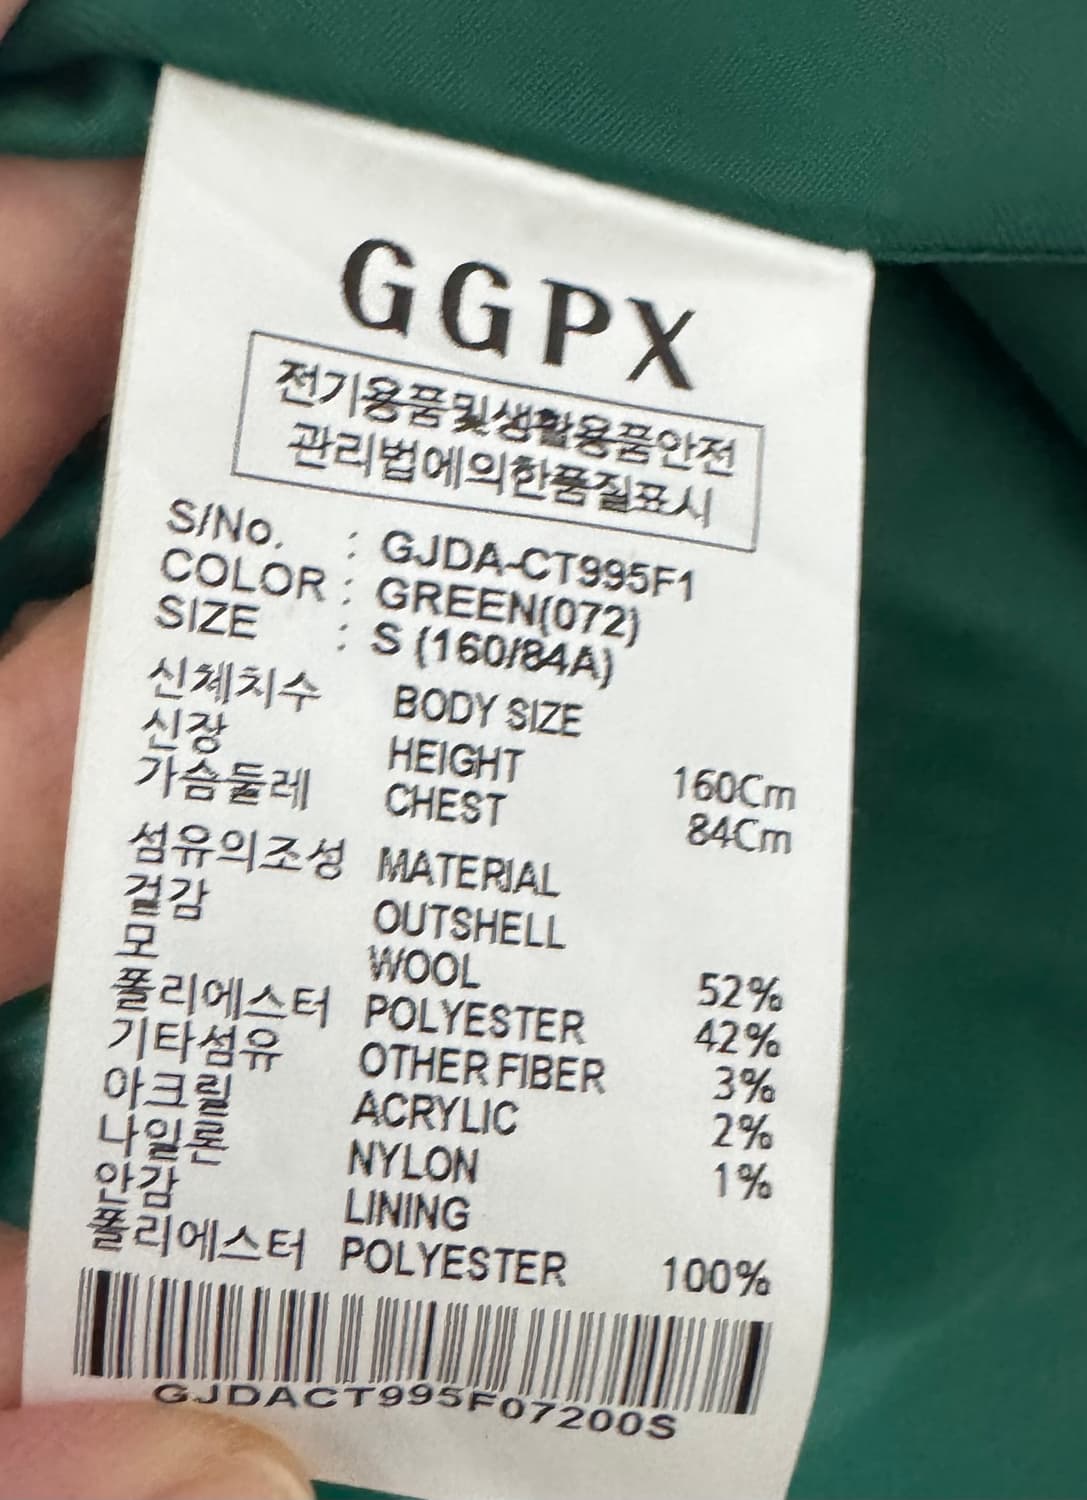 GGPX
전기용품및생활용품안전
관리법에의한품질표시
S/No. : GJDA-CT995F1
COLOR : GREEN(072)
SIZE : S (160/84A)
신체치수 BODY SIZE
신장 HEIGHT 160Cm
가슴둘레 CHEST 84Cm
섬유의조성 MATERIAL
겉감 OUTSHELL
모 WOOL 52%
폴리에스터 POLYESTER 42%
기타섬유 OTHER FIBER 3%
아크릴 ACRYLIC 2%
나일론 NYLON 1%
안감 LINING
폴리에스터 POLYESTER 100%
GJDACT995F07200S